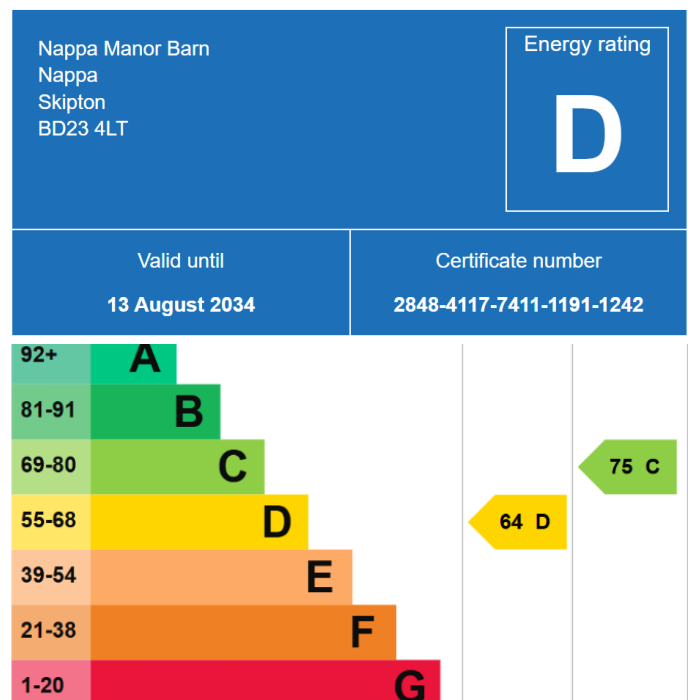 Nappa Manor Barn
Nappa
Skipton
BD23 4LT
Energy rating
D
Valid until
13 August 2034
Certificate number
2848-4117-7411-1191-1242
92+ A
81-91 B
69-80 C
75 C
55-68 D
64 D
39-54 E
21-38 F
1-20 G